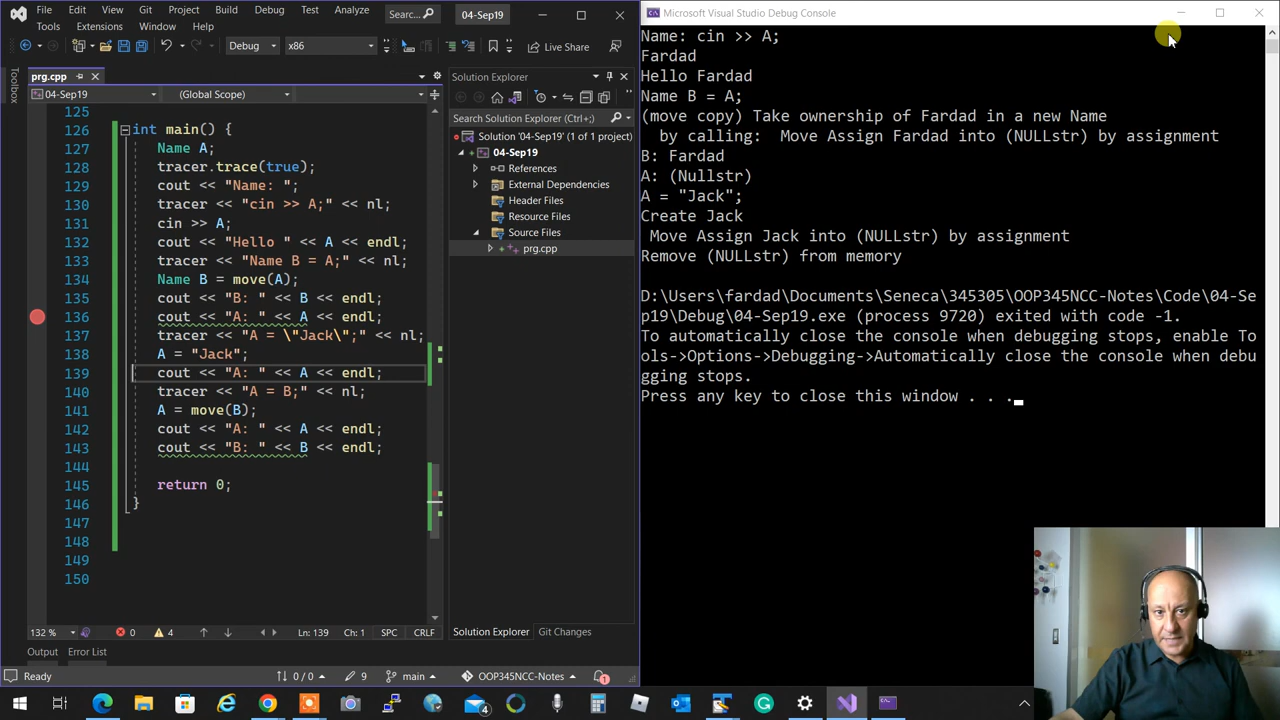 File Edit View Git Project Build Debug Test Analyze Searc... 04-Sep19
Tools Extensions Window Help
Debug x86 Live Share
prg.cpp
04-Sep19 (Global Scope)
Toolbox
125
126 int main() {
127 Name A;
128 tracer.trace(true);
129 cout << "Name: ";
130 tracer << "cin >> A;" << nl;
131 cin >> A;
132 cout << "Hello " << A << endl;
133 tracer << "Name B = A;" << nl;
134 Name B = move(A);
135 cout << "B: " << B << endl;
136 cout << "A: " << A << endl;
137 tracer << "A = \"Jack\";" << nl;
138 A = "Jack";
139 cout << "A: " << A << endl;
140 tracer << "A = B;" << nl;
141 A = move(B);
142 cout << "A: " << A << endl;
143 cout << "B: " << B << endl;
144
145 return 0;
146 }
147
148
149
150
132 % 0 4 Ln: 139 Ch: 1 SPC CRLF
Output Error List
Solution Explorer
Search Solution Explorer (Ctrl+;)
Solution '04-Sep19' (1 of 1 project)
04-Sep19
References
External Dependencies
Header Files
Resource Files
Source Files
prg.cpp
Solution Explorer Git Changes
Ready 0 / 0 9 main OOP345NCC-Notes 1
Microsoft Visual Studio Debug Console
Name: cin >> A;
Fardad
Hello Fardad
Name B = A;
(move copy) Take ownership of Fardad in a new Name
by calling: Move Assign Fardad into (NULLstr) by assignment
B: Fardad
A: (Nullstr)
A = "Jack";
Create Jack
Move Assign Jack into (NULLstr) by assignment
Remove (NULLstr) from memory
D:\Users\fardad\Documents\Seneca\345305\OOP345NCC-Notes\Code\04-Se
p19\Debug\04-Sep19.exe (process 9720) exited with code -1.
To automatically close the console when debugging stops, enable To
ols->Options->Debugging->Automatically close the console when debu
gging stops.
Press any key to close this window . . .
4